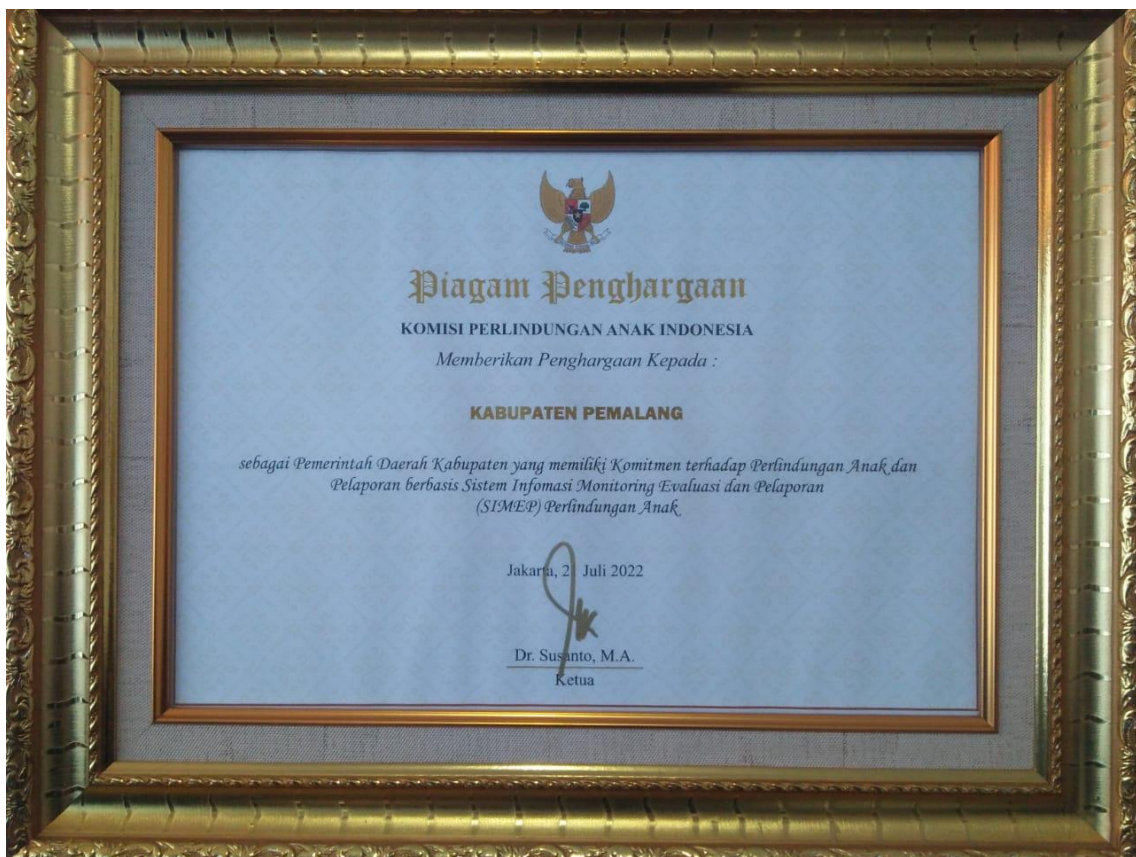 Piagam Penghargaan
KOMISI PERLINDUNGAN ANAK INDONESIA
Memberikan Penghargaan Kepada :
KABUPATEN PEMALANG
sebagai Pemerintah Daerah Kabupaten yang memiliki Komitmen terhadap Perlindungan Anak dan
Pelaporan berbasis Sistem Infomasi Monitoring Evaluasi dan Pelaporan
(SIMEP) Perlindungan Anak
Jakarta, Juli 2022
Dr. Susanto, M.A.
Ketua